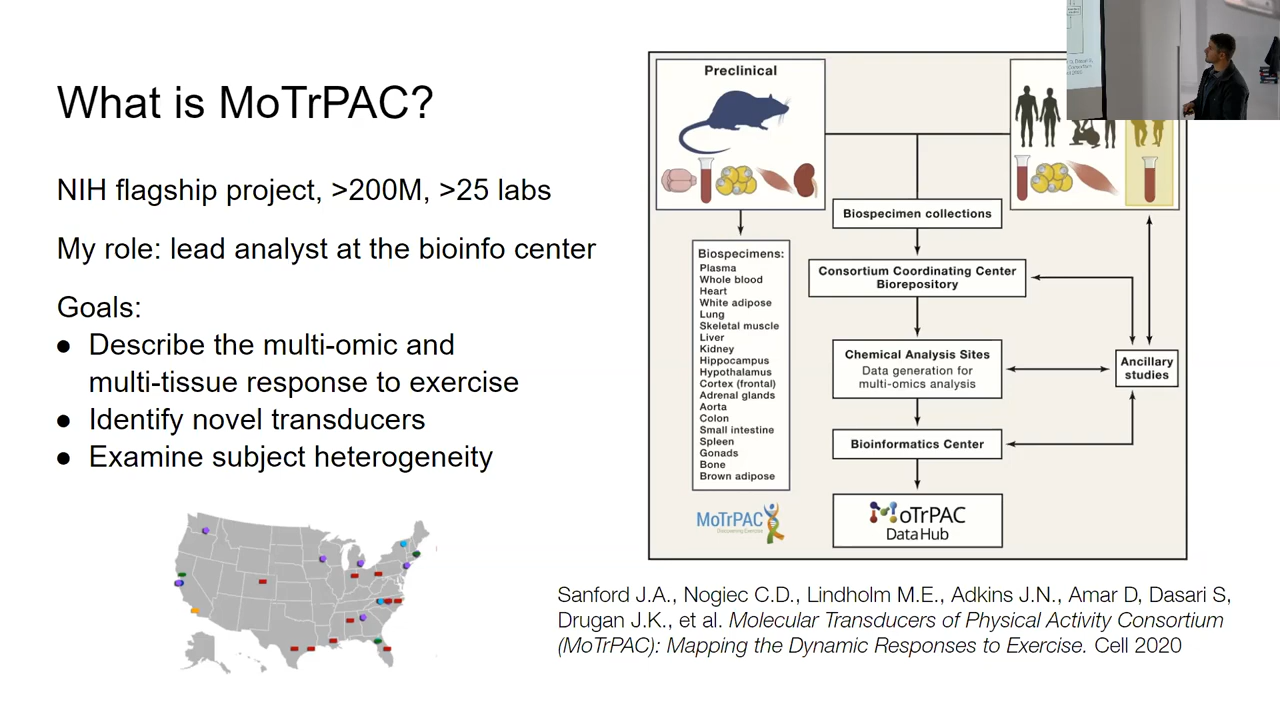 What is MoTrPAC?
NIH flagship project, >200M, >25 labs
My role: lead analyst at the bioinfo center
Goals:
● Describe the multi-omic and
multi-tissue response to exercise
● Identify novel transducers
● Examine subject heterogeneity
Preclinical
Biospecimens:
Plasma
Whole blood
Heart
White adipose
Lung
Skeletal muscle
Liver
Kidney
Hippocampus
Hypothalamus
Cortex (frontal)
Adrenal glands
Aorta
Colon
Small intestine
Spleen
Gonads
Bone
Brown adipose
MoTrPAC
Biospecimen collections
Consortium Coordinating Center
Biorepository
Chemical Analysis Sites
Data generation for
multi-omics analysis
Bioinformatics Center
MoTrPAC
Data Hub
Ancillary
studies
Sanford J.A., Nogiec C.D., Lindholm M.E., Adkins J.N., Amar D, Dasari S,
Drugan J.K., et al. Molecular Transducers of Physical Activity Consortium
(MoTrPAC): Mapping the Dynamic Responses to Exercise. Cell 2020